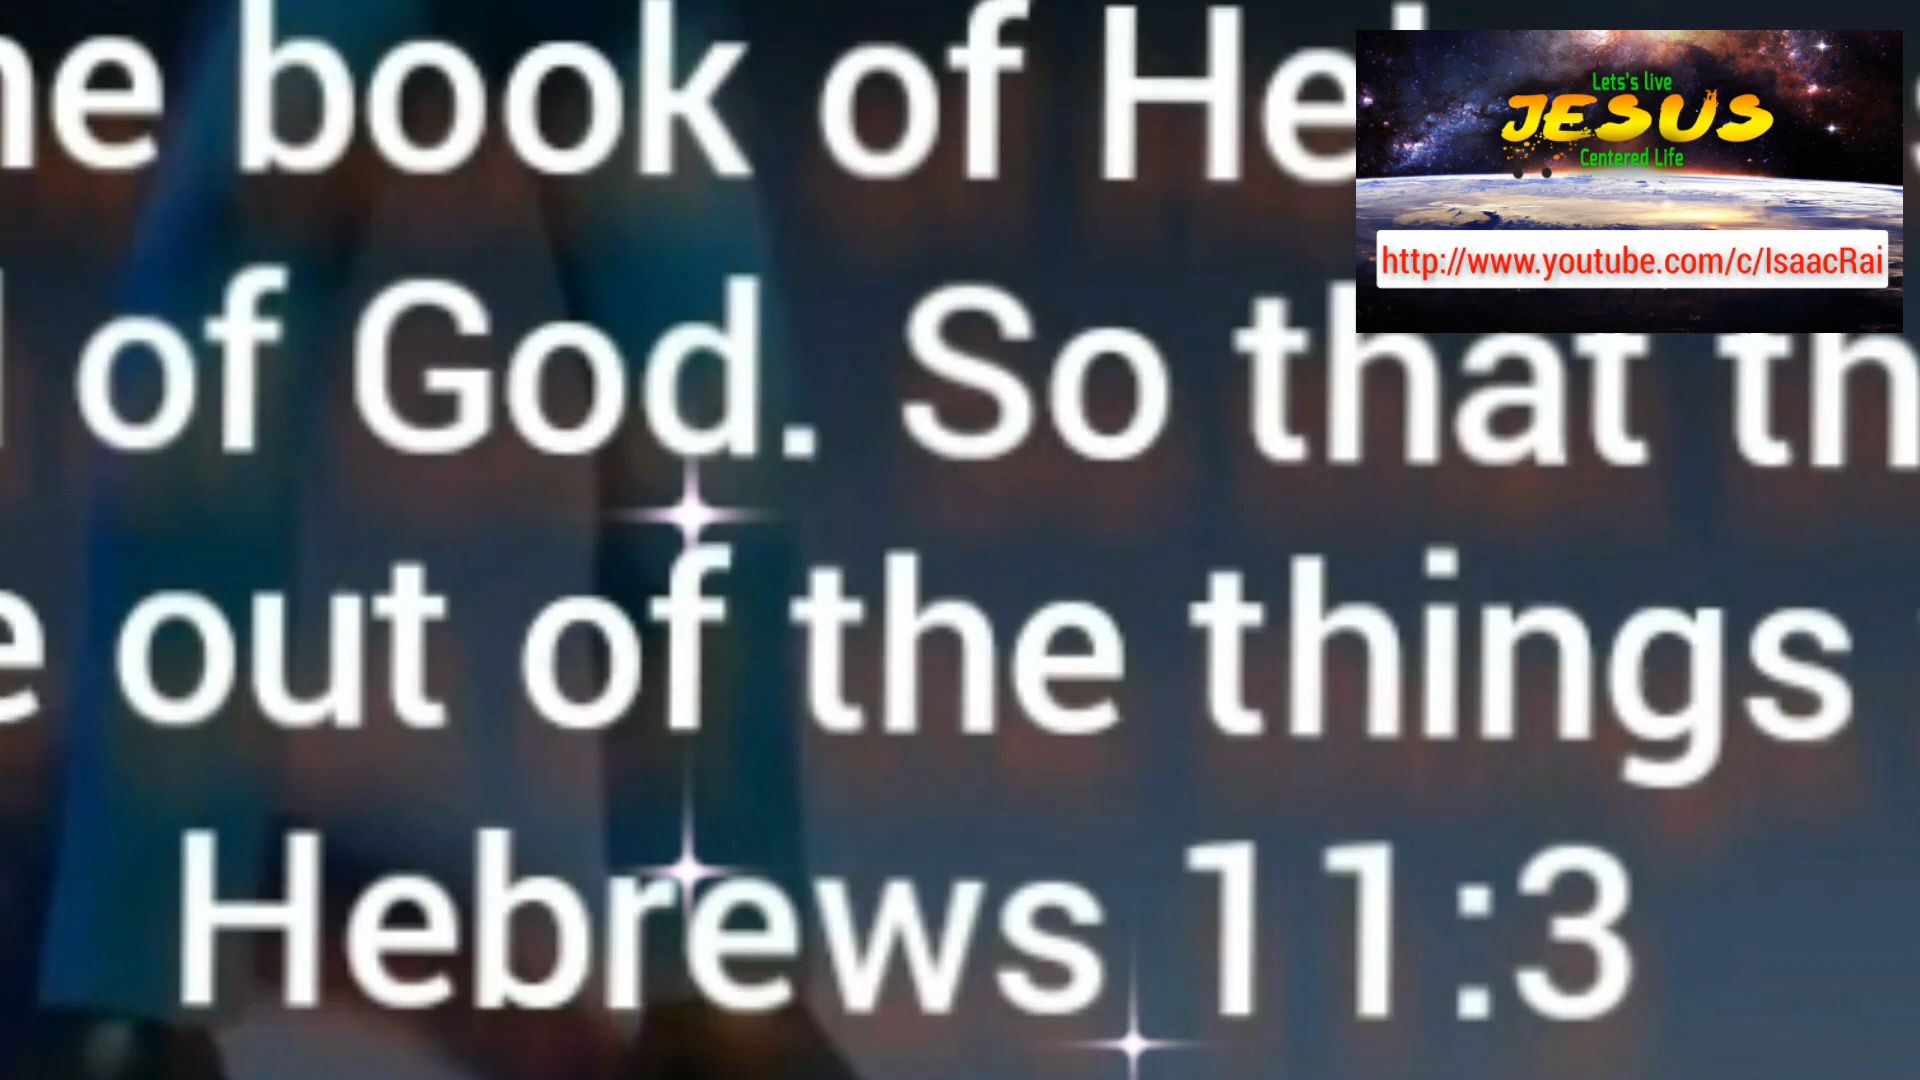 he book of He
of God. So that th
e out of the things
Hebrews 11:3
Lets's live
JESUS
Centered Life
http://www.youtube.com/c/IsaacRai